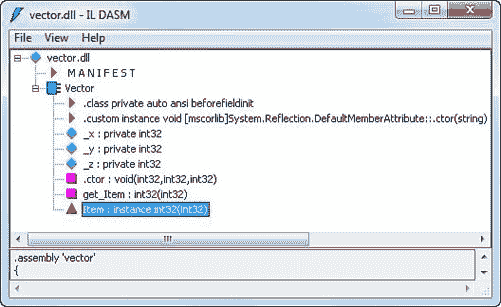 vector.dll - IL DASM
File View Help
vector.dll
MANIFEST
Vector
.class private auto ansi beforefieldinit
.custom instance void [mscorlib]System.Reflection.DefaultMemberAttribute::.ctor(string)
_x : private int32
_y : private int32
_z : private int32
.ctor : void(int32,int32,int32)
get_Item : int32(int32)
Item : instance int32(int32)
.assembly 'vector'
{